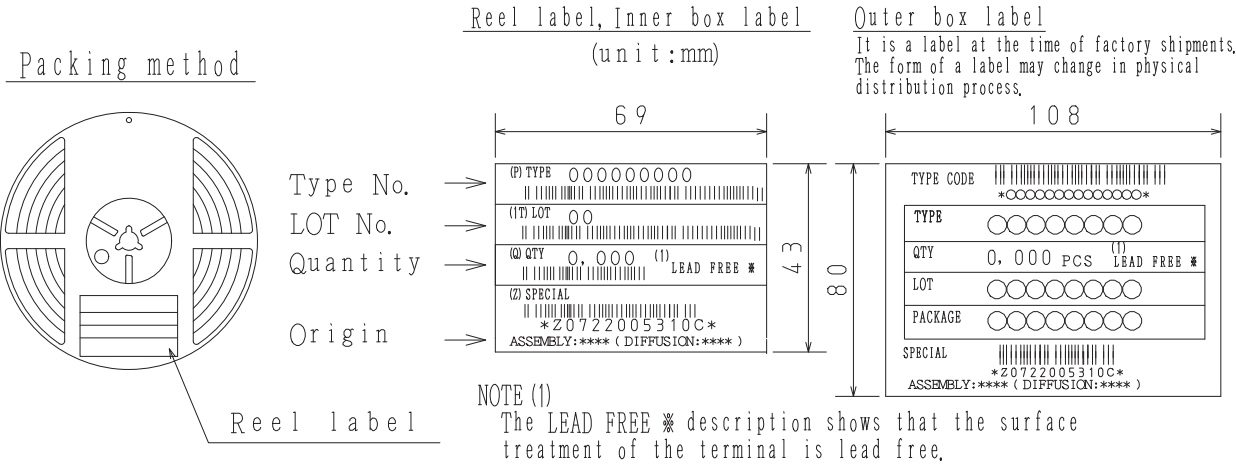 Packing method
Type No.
LOT No.
Quantity
Origin
Reel label
Reel label, Inner box label
(unit:mm)
69
(P) TYPE 000000000
(1T) LOT 00
(Q) QTY 0,000 (1) LEAD FREE ※
(Z) SPECIAL
*Z0722005310C*
ASSEMBLY:**** ( DIFFUSION:**** )
43
Outer box label
It is a label at the time of factory shipments.
The form of a label may change in physical
distribution process.
108
80
TYPE CODE
*○○○○○○○○○○○○○○*
TYPE ○○○○○○○○
QTY 0,000 PCS (1) LEAD FREE ※
LOT ○○○○○○○○
PACKAGE ○○○○○○○○
SPECIAL
*Z0722005310C*
ASSEMBLY:**** ( DIFFUSION:**** )
NOTE (1)
The LEAD FREE ※ description shows that the surface
treatment of the terminal is lead free.